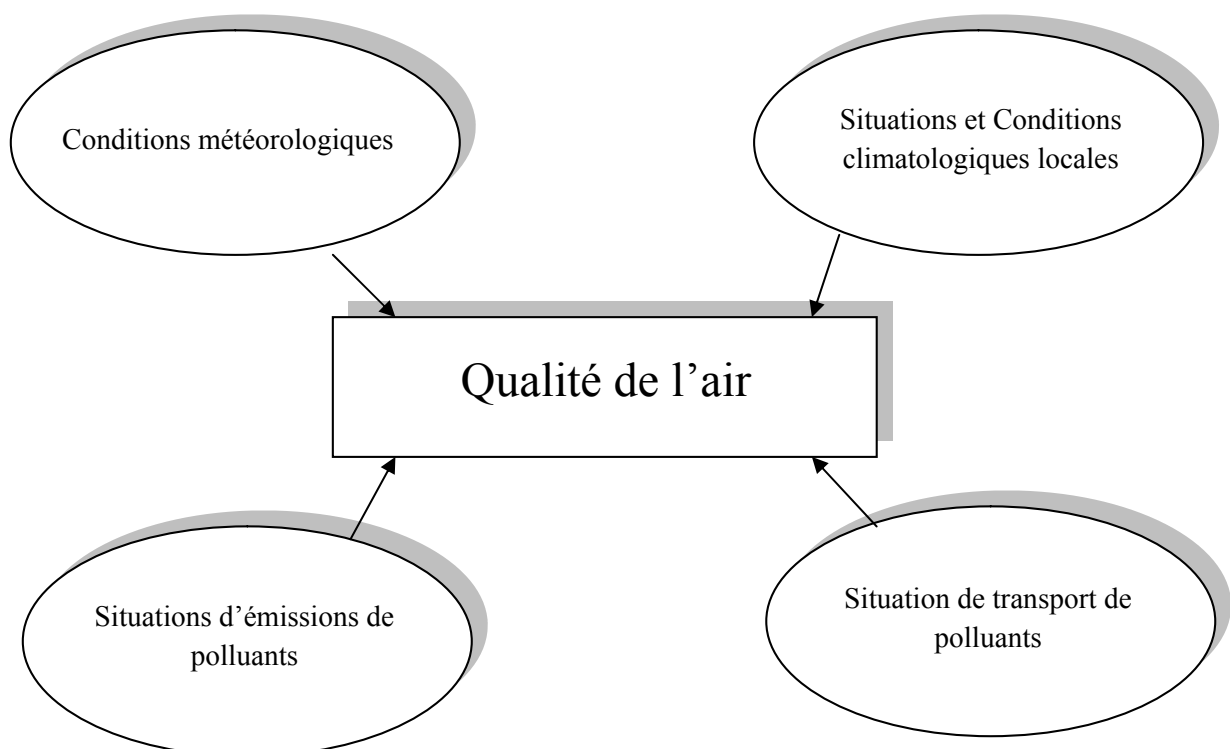 Conditions météorologiques
Situations et Conditions
climatologiques locales
Qualité de l’air
Situations d’émissions de
polluants
Situation de transport de
polluants